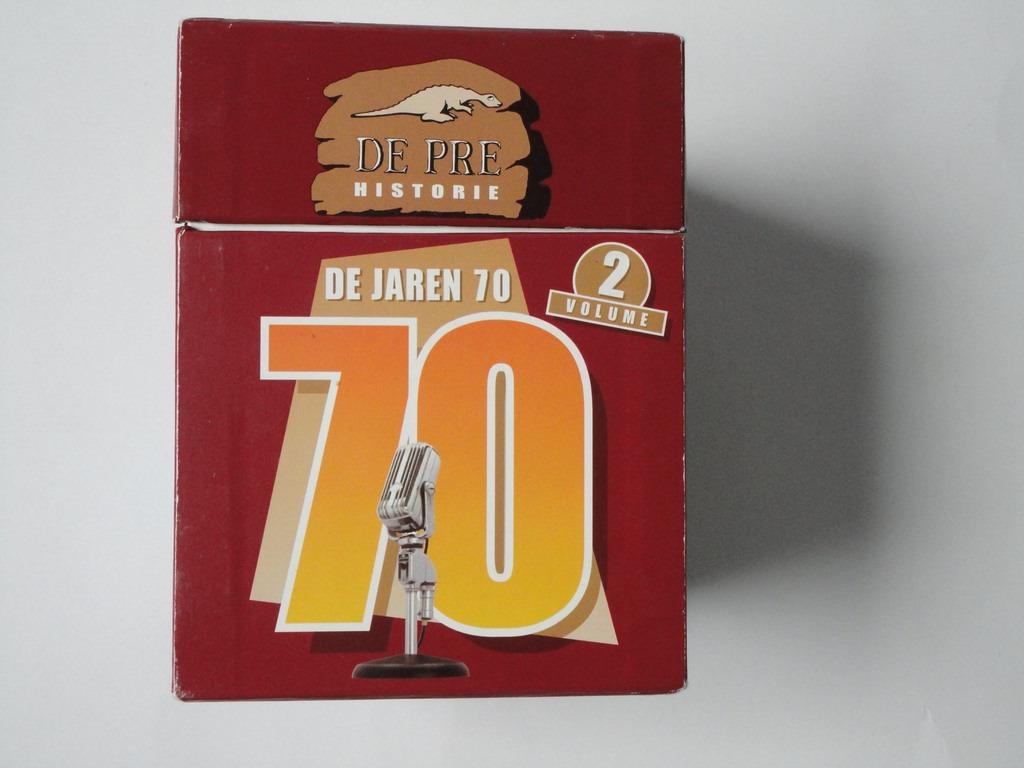 DE PRE
HISTORIE
DE JAREN 70
2
VOLUME
70